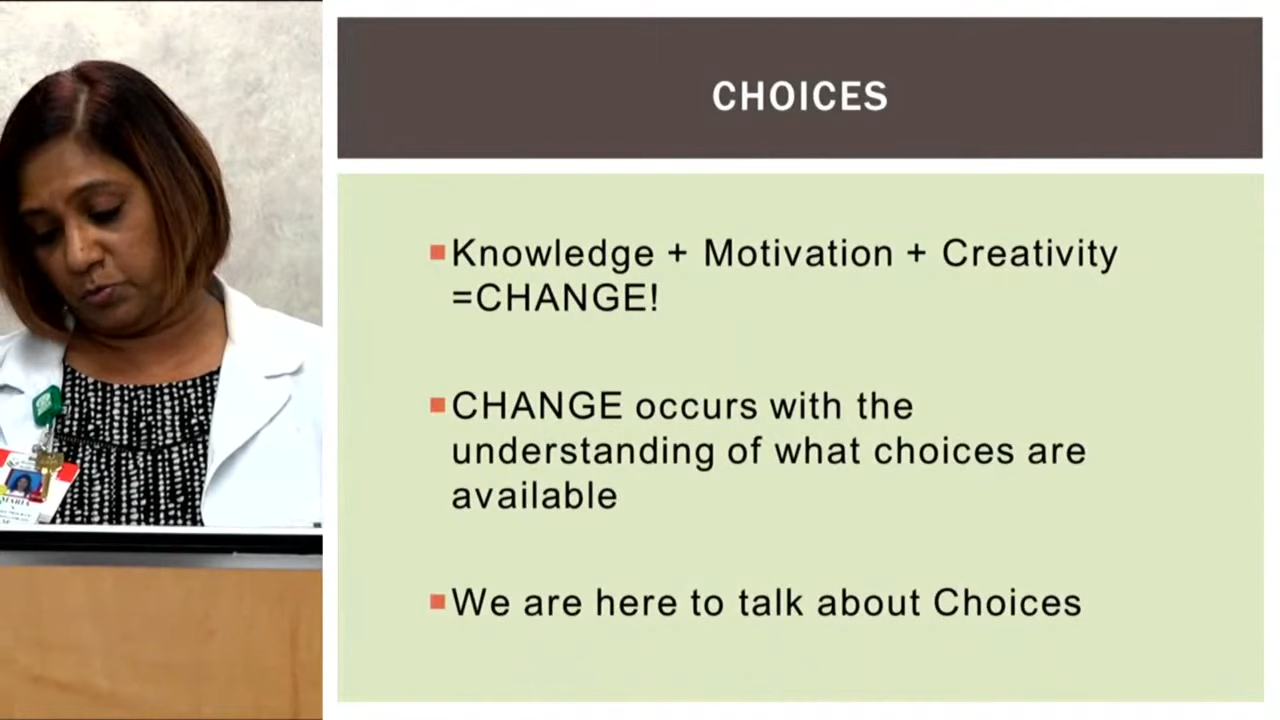 CHOICES
Knowledge + Motivation + Creativity
=CHANGE!
CHANGE occurs with the
understanding of what choices are
available
We are here to talk about Choices
MARIA